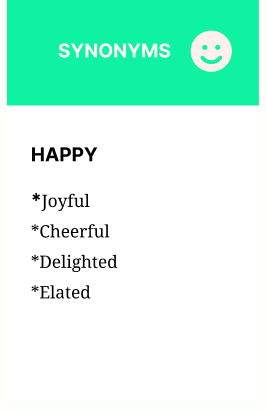 SYNONYMS
HAPPY
*Joyful
*Cheerful
*Delighted
*Elated